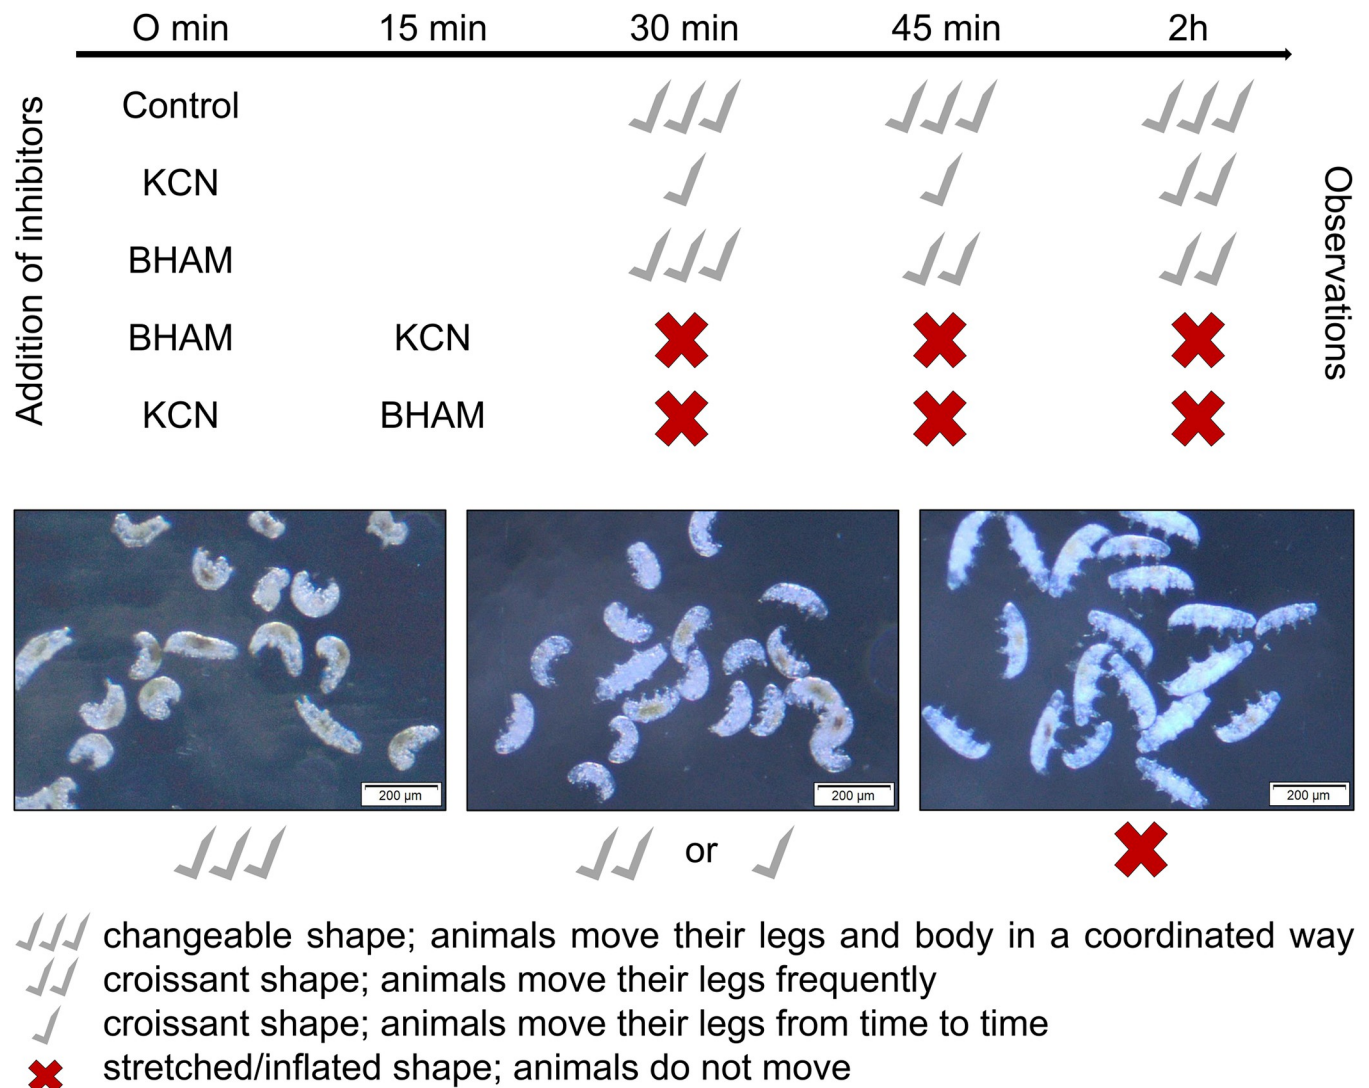 O min 15 min 30 min 45 min 2h
Addition of inhibitors
Control
KCN
BHAM
BHAM KCN
KCN BHAM
Observations
200 µm 200 µm 200 µm
or
changeable shape; animals move their legs and body in a coordinated way
croissant shape; animals move their legs frequently
croissant shape; animals move their legs from time to time
stretched/inflated shape; animals do not move